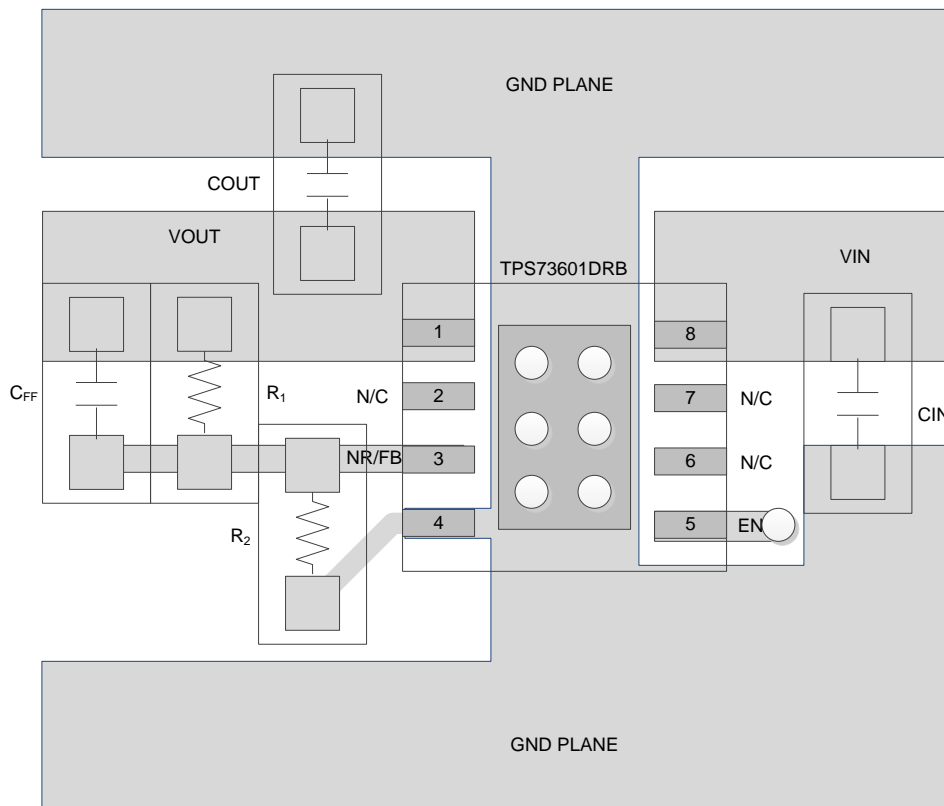 GND PLANE
COUT
VOUT
TPS73601DRB
VIN
1
8
CFF
R1
N/C
2
7
N/C
CIN
NR/FB
3
6
N/C
R2
4
5
EN
GND PLANE